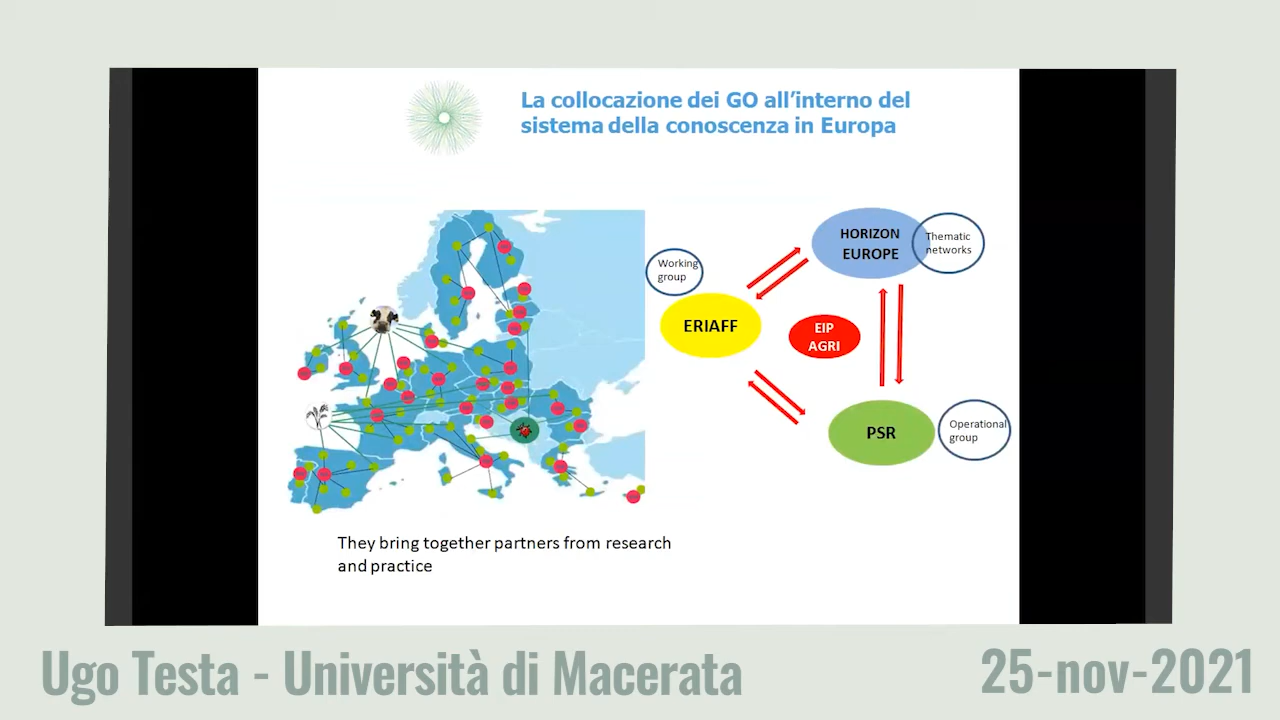 La collocazione dei GO all'interno del
sistema della conoscenza in Europa
HORIZON
EUROPE
Thematic
networks
Working
group
ERIAFF
EIP
AGRI
PSR
Operational
group
They bring together partners from research
and practice
Ugo Testa - Università di Macerata
25-nov-2021